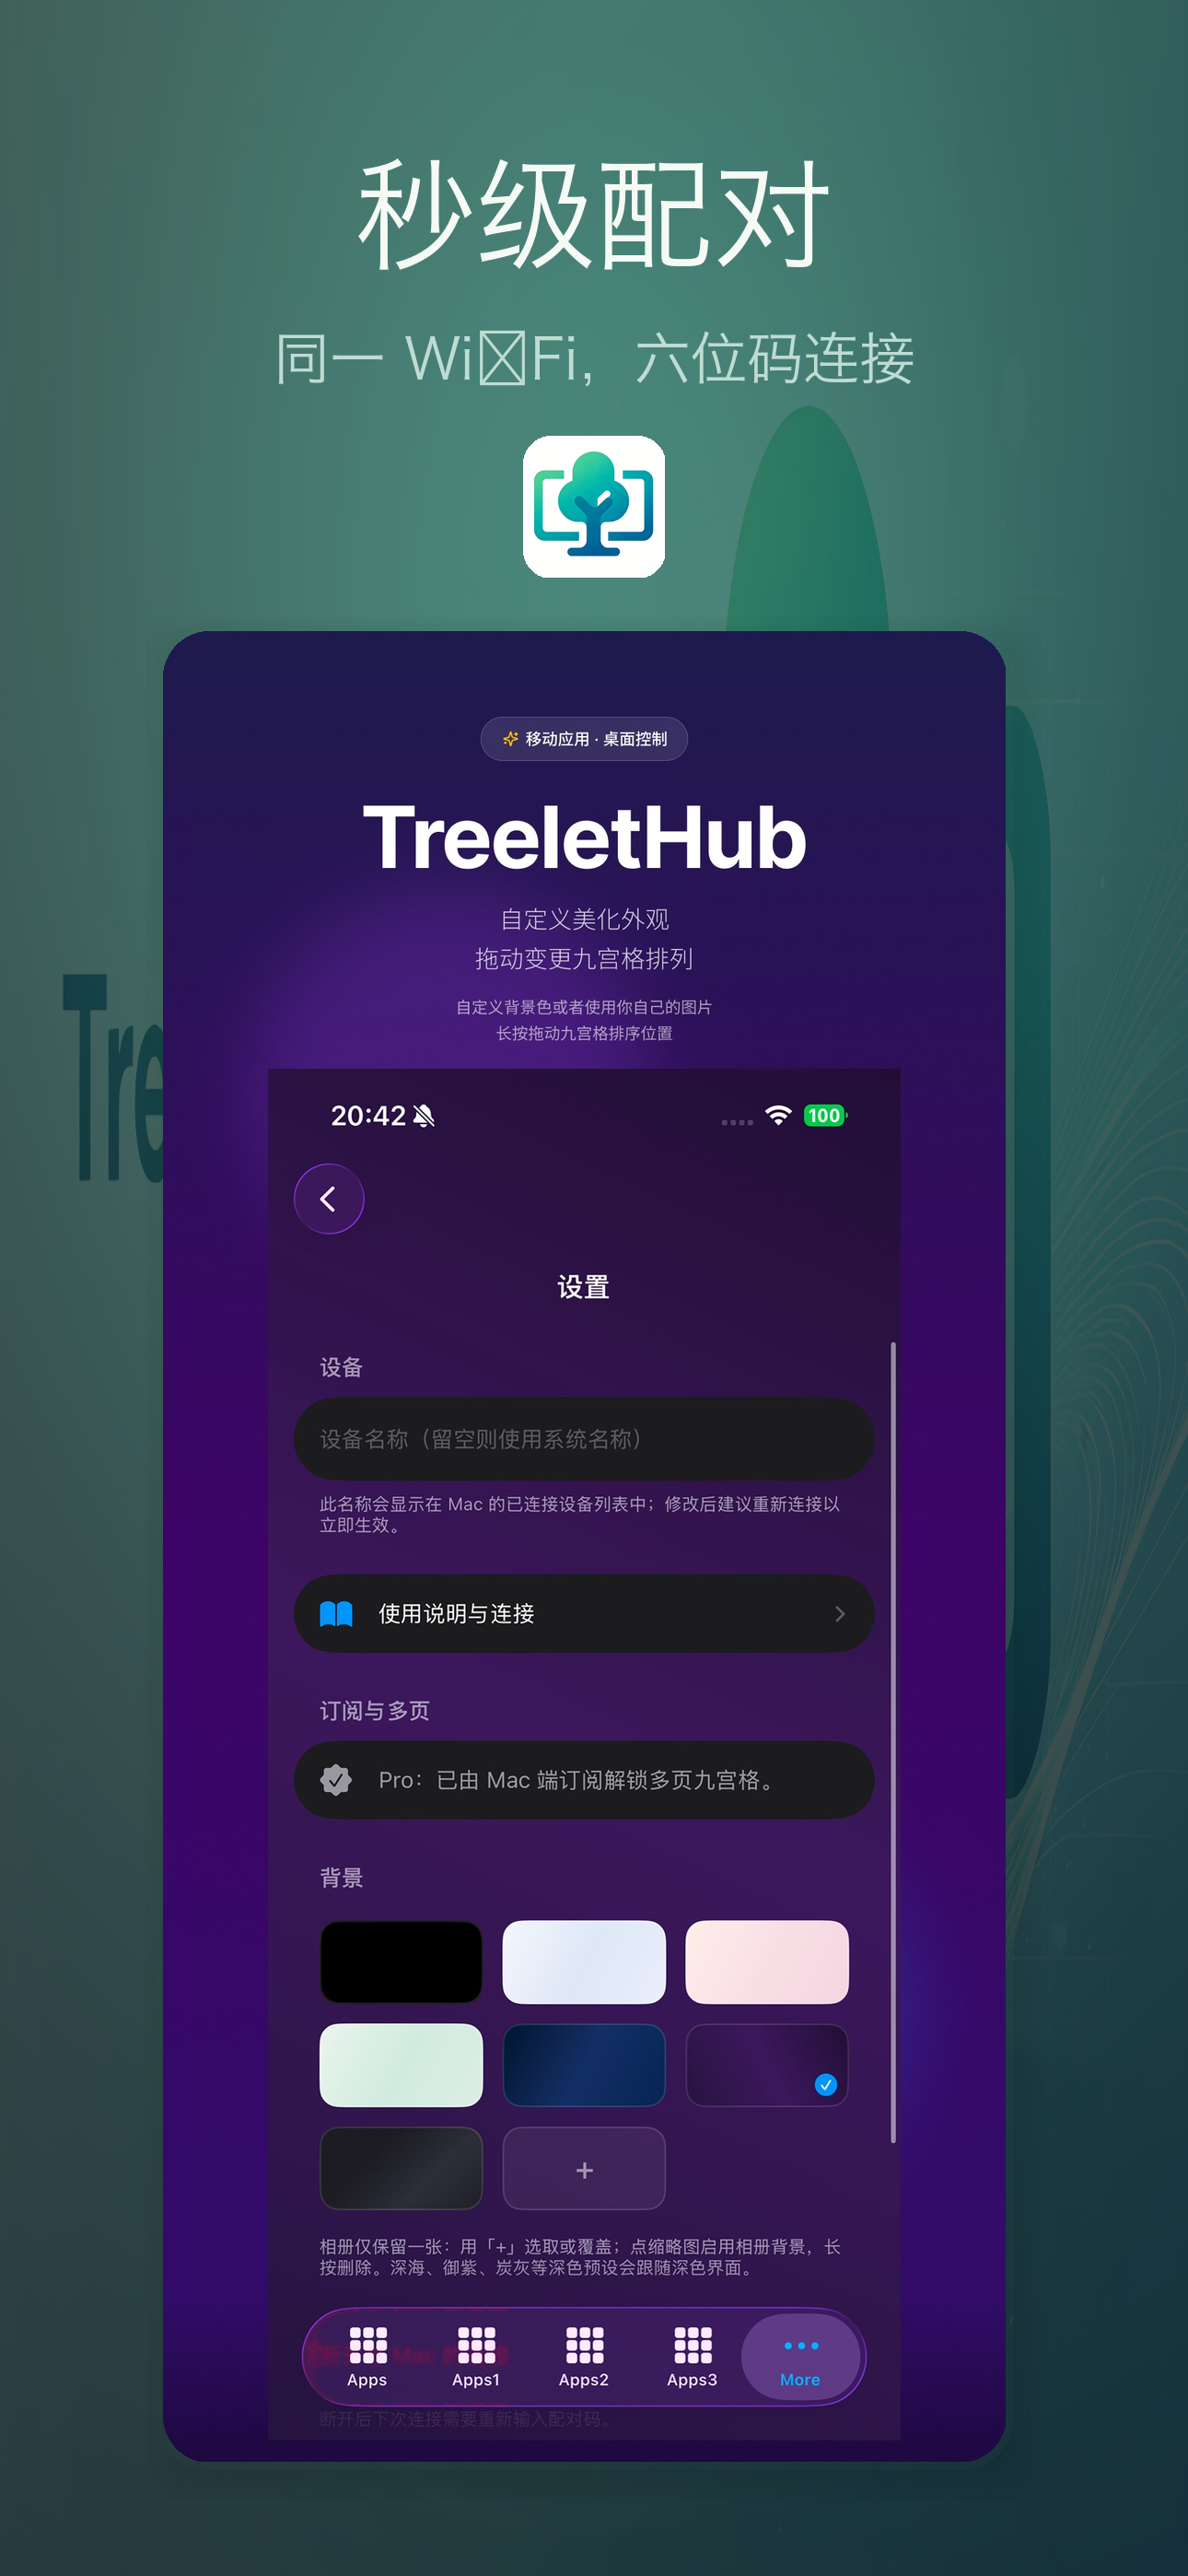 秒级配对
同一 Wi☒Fi，六位码连接
移动应用 · 桌面控制
TreeletHub
自定义美化外观
拖动变更九宫格排列
自定义背景色或者使用你自己的图片
长按拖动九宫格排序位置
Tre
20:42
100
设置
设备
设备名称（留空则使用系统名称）
此名称会显示在 Mac 的已连接设备列表中；修改后建议重新连接以
立即生效。
使用说明与连接
订阅与多页
Pro：已由 Mac 端订阅解锁多页九宫格。
背景
+
相册仅保留一张：用「+」选取或覆盖；点缩略图启用相册背景，长
按删除。深海、御紫、炭灰等深色预设会跟随深色界面。
Apps
Apps1
Apps2
Apps3
More
断开后下次连接需要重新输入配对码。